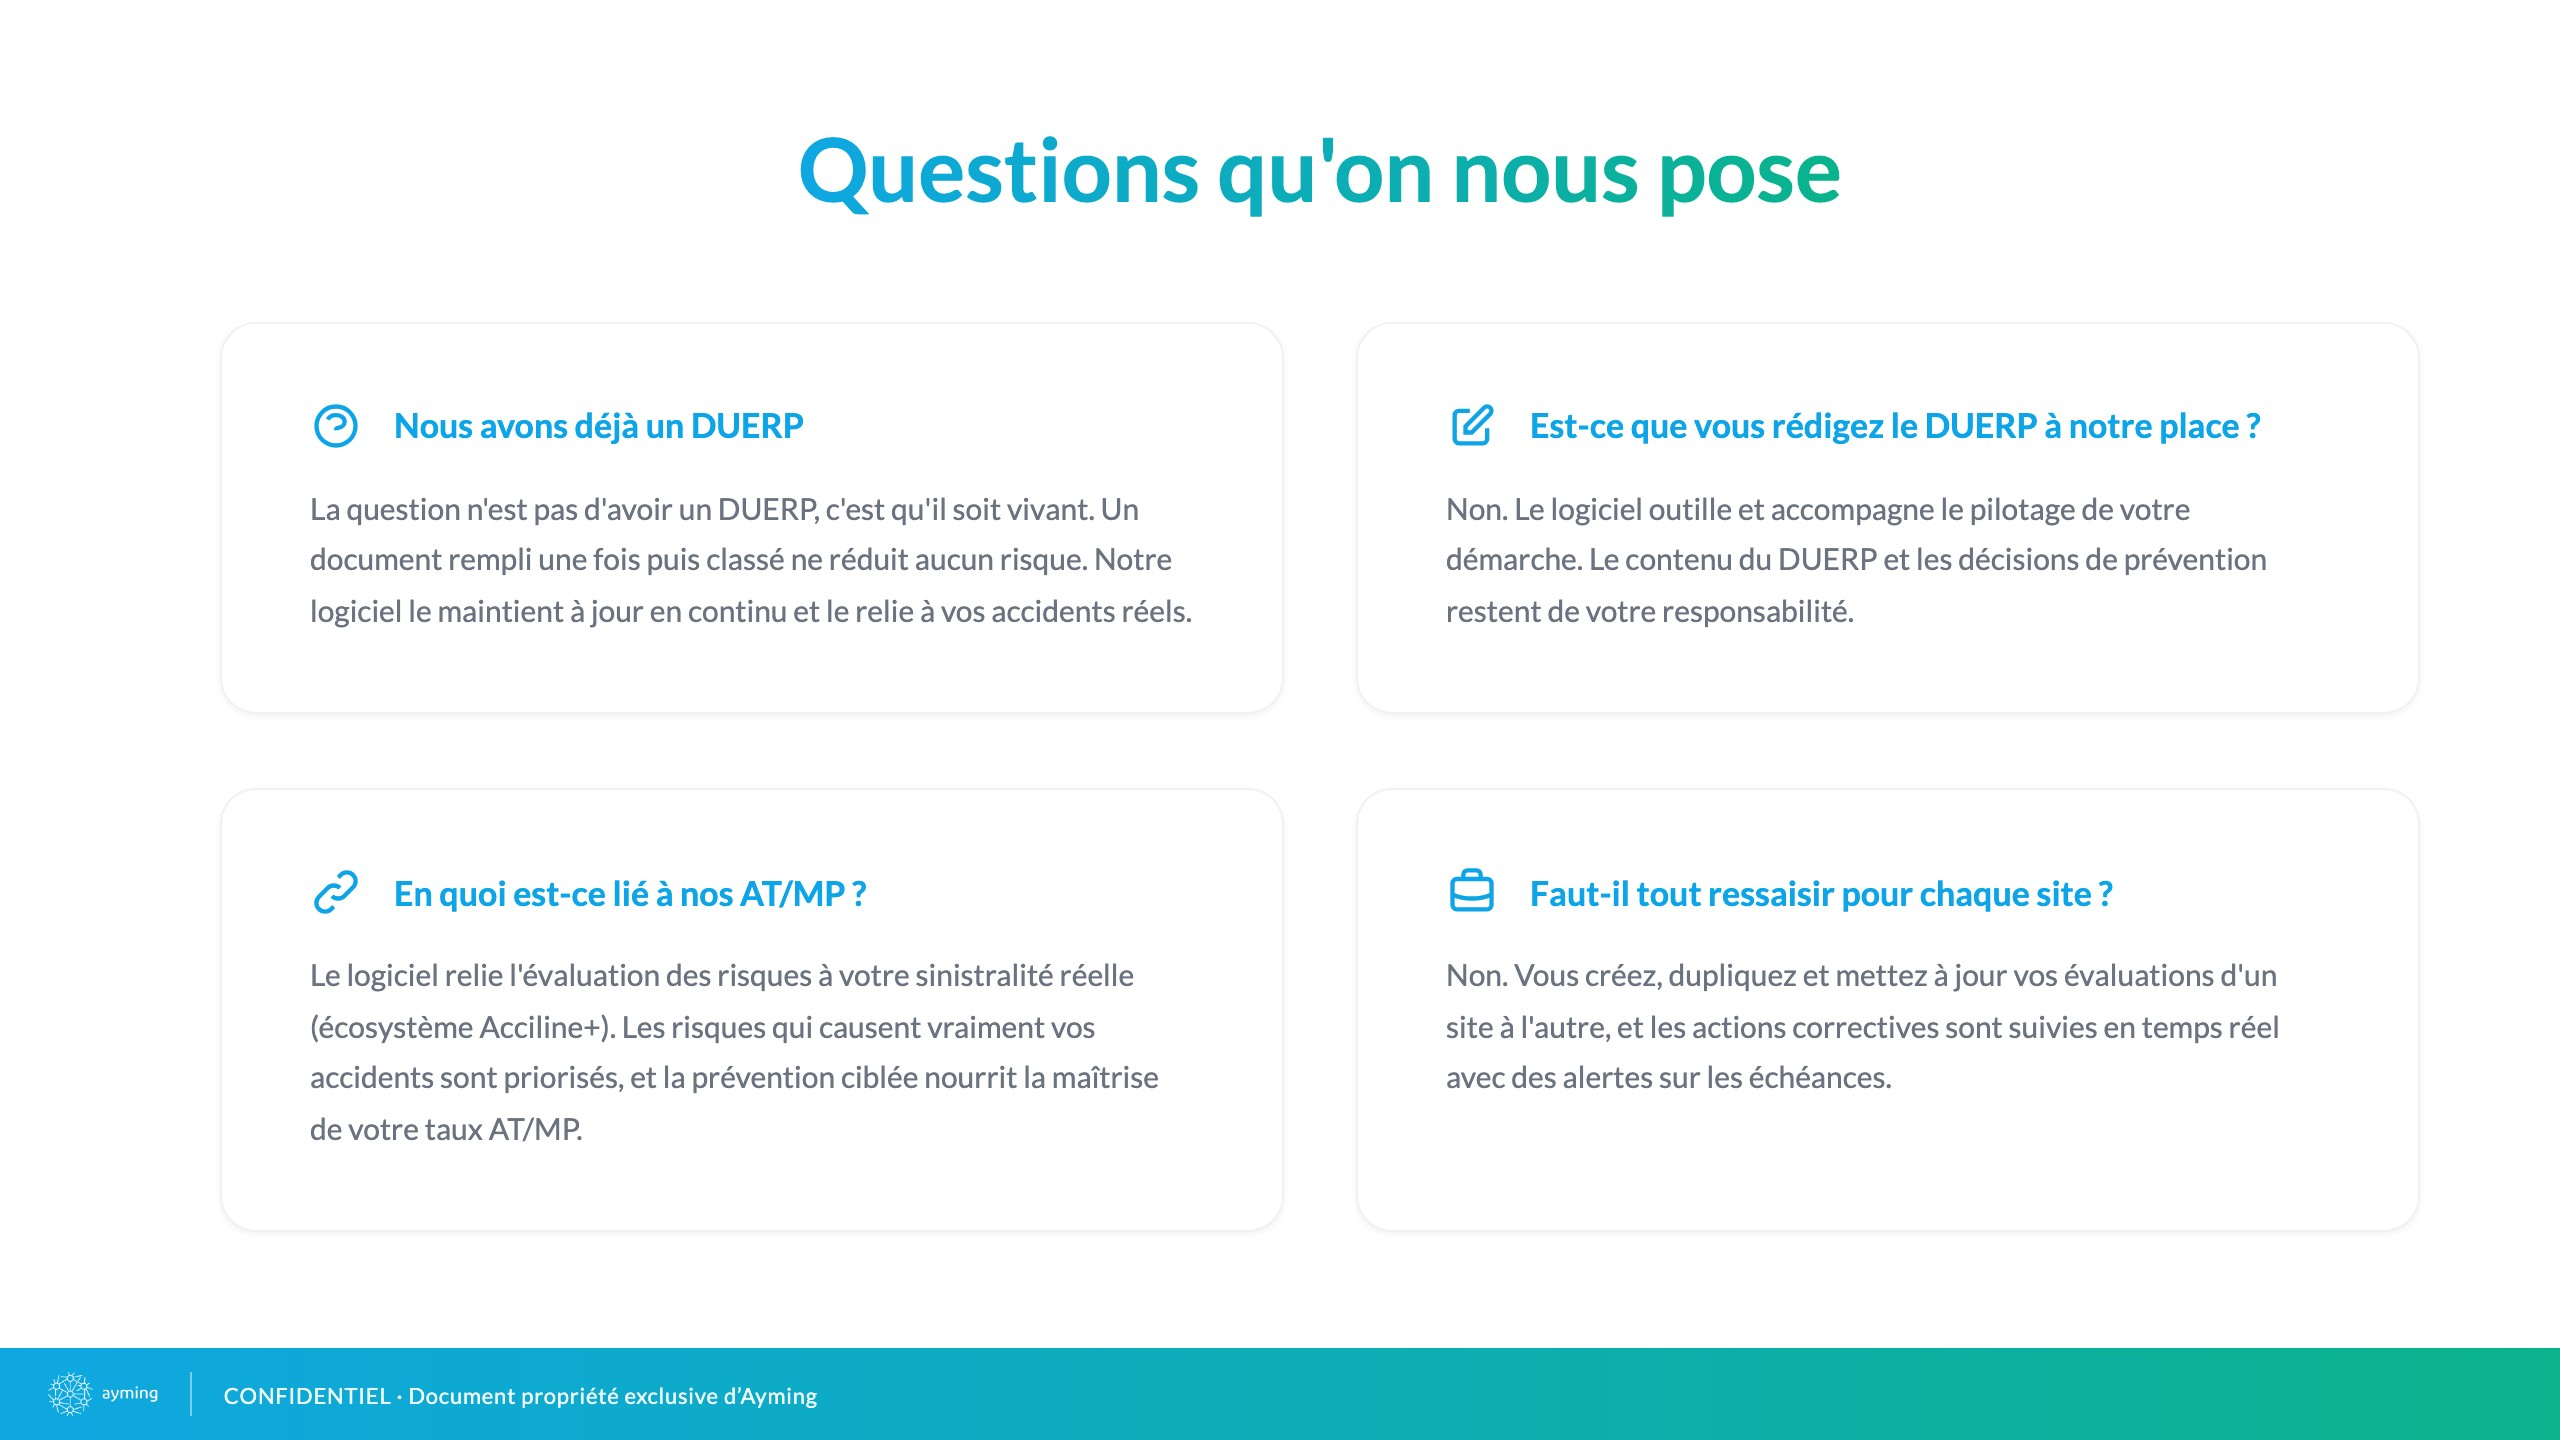 Questions qu'on nous pose
Nous avons déjà un DUERP
La question n'est pas d'avoir un DUERP, c'est qu'il soit vivant. Un
document rempli une fois puis classé ne réduit aucun risque. Notre
logiciel le maintient à jour en continu et le relie à vos accidents réels.
Est-ce que vous rédigez le DUERP à notre place ?
Non. Le logiciel outille et accompagne le pilotage de votre
démarche. Le contenu du DUERP et les décisions de prévention
restent de votre responsabilité.
En quoi est-ce lié à nos AT/MP ?
Le logiciel relie l'évaluation des risques à votre sinistralité réelle
(écosystème Acciline+). Les risques qui causent vraiment vos
accidents sont priorisés, et la prévention ciblée nourrit la maîtrise
de votre taux AT/MP.
Faut-il tout ressaisir pour chaque site ?
Non. Vous créez, dupliquez et mettez à jour vos évaluations d'un
site à l'autre, et les actions correctives sont suivies en temps réel
avec des alertes sur les échéances.
ayming
CONFIDENTIEL · Document propriété exclusive d’Ayming